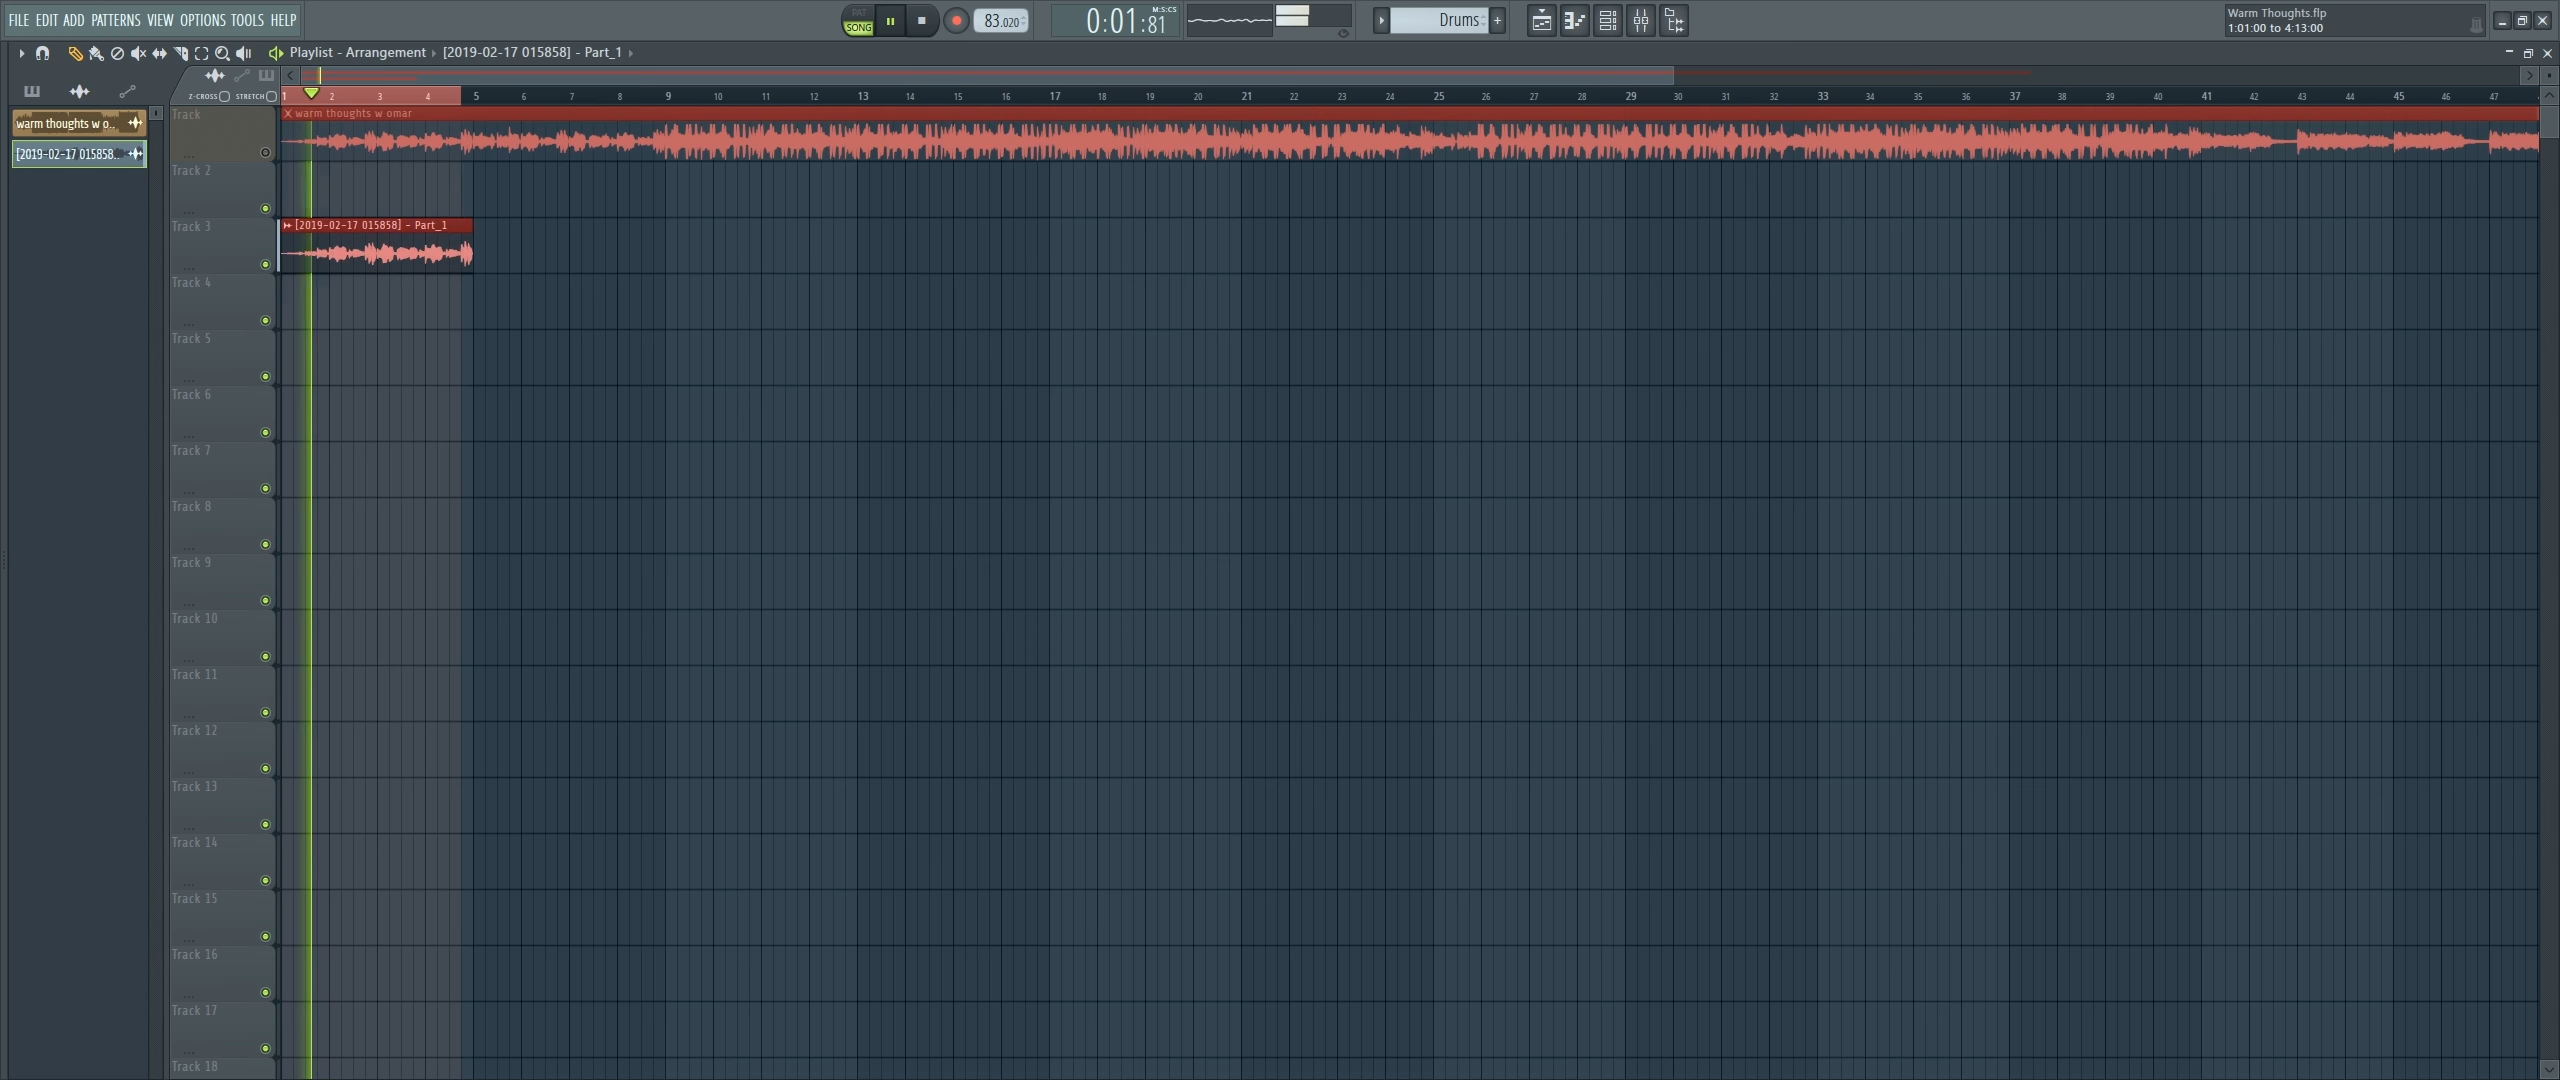 FILE EDIT ADD PATTERNS VIEW OPTIONS TOOLS HELP
PAT
SONG
83.020
0:01:81
M:S:CS
Drums
+
Warm Thoughts.flp
1:01:00 to 4:13:00
Playlist - Arrangement [2019-02-17 015858] - Part_1
Z-CROSS STRETCH
1 2 3 4 5 6 7 8 9 10 11 12 13 14 15 16 17 18 19 20 21 22 23 24 25 26 27 28 29 30 31 32 33 34 35 36 37 38 39 40 41 42 43 44 45 46 47
warm thoughts w o..
[2019-02-17 015858..
Track
warm thoughts w omar
Track 2
Track 3
[2019-02-17 015858] - Part_1
Track 4
Track 5
Track 6
Track 7
Track 8
Track 9
Track 10
Track 11
Track 12
Track 13
Track 14
Track 15
Track 16
Track 17
Track 18